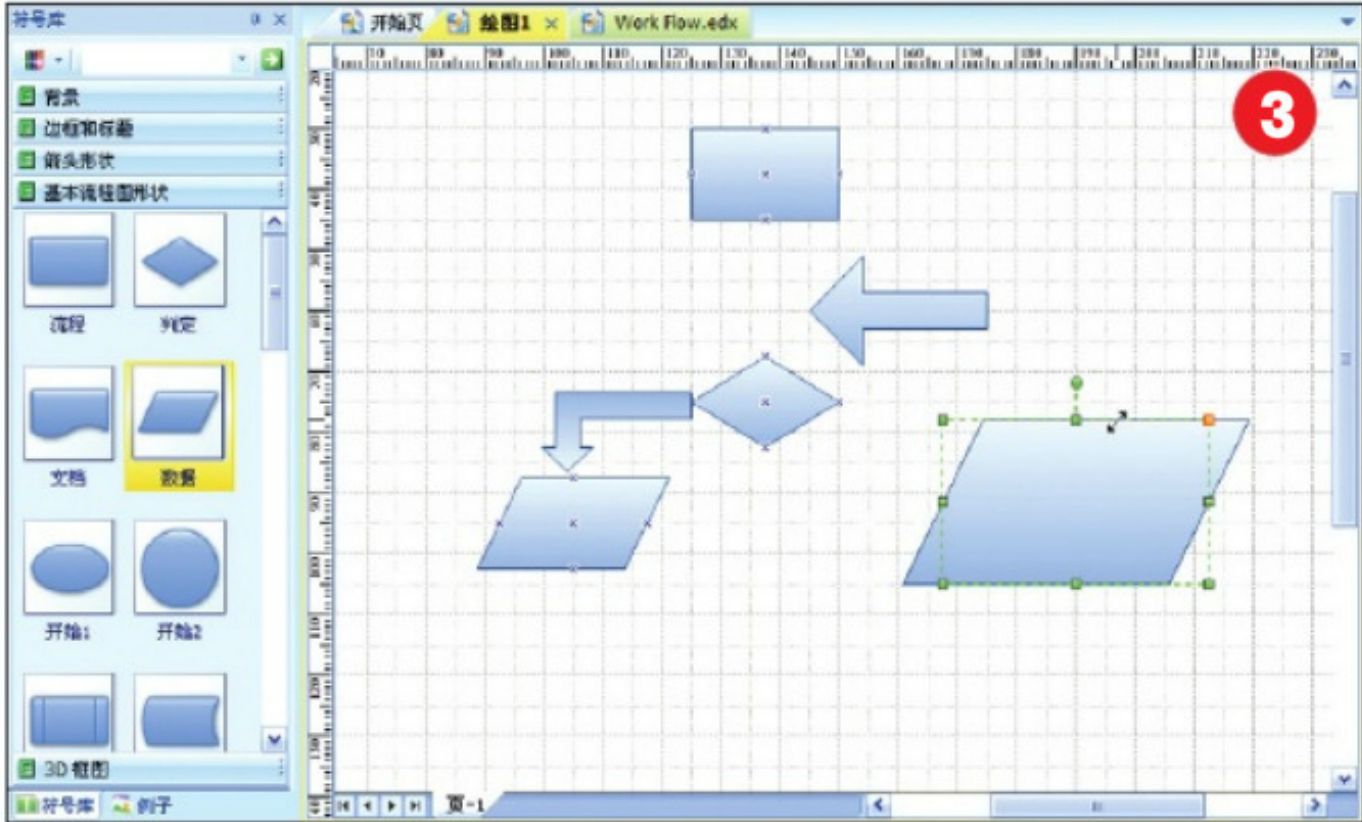 符号库
开始页 绘图1 Work Flow.edx
3
背景
边框和标题
箭头形状
基本流程图形状
流程 判定
文档 数据
开始1 开始2
3D 框图
符号库 例子
页-1